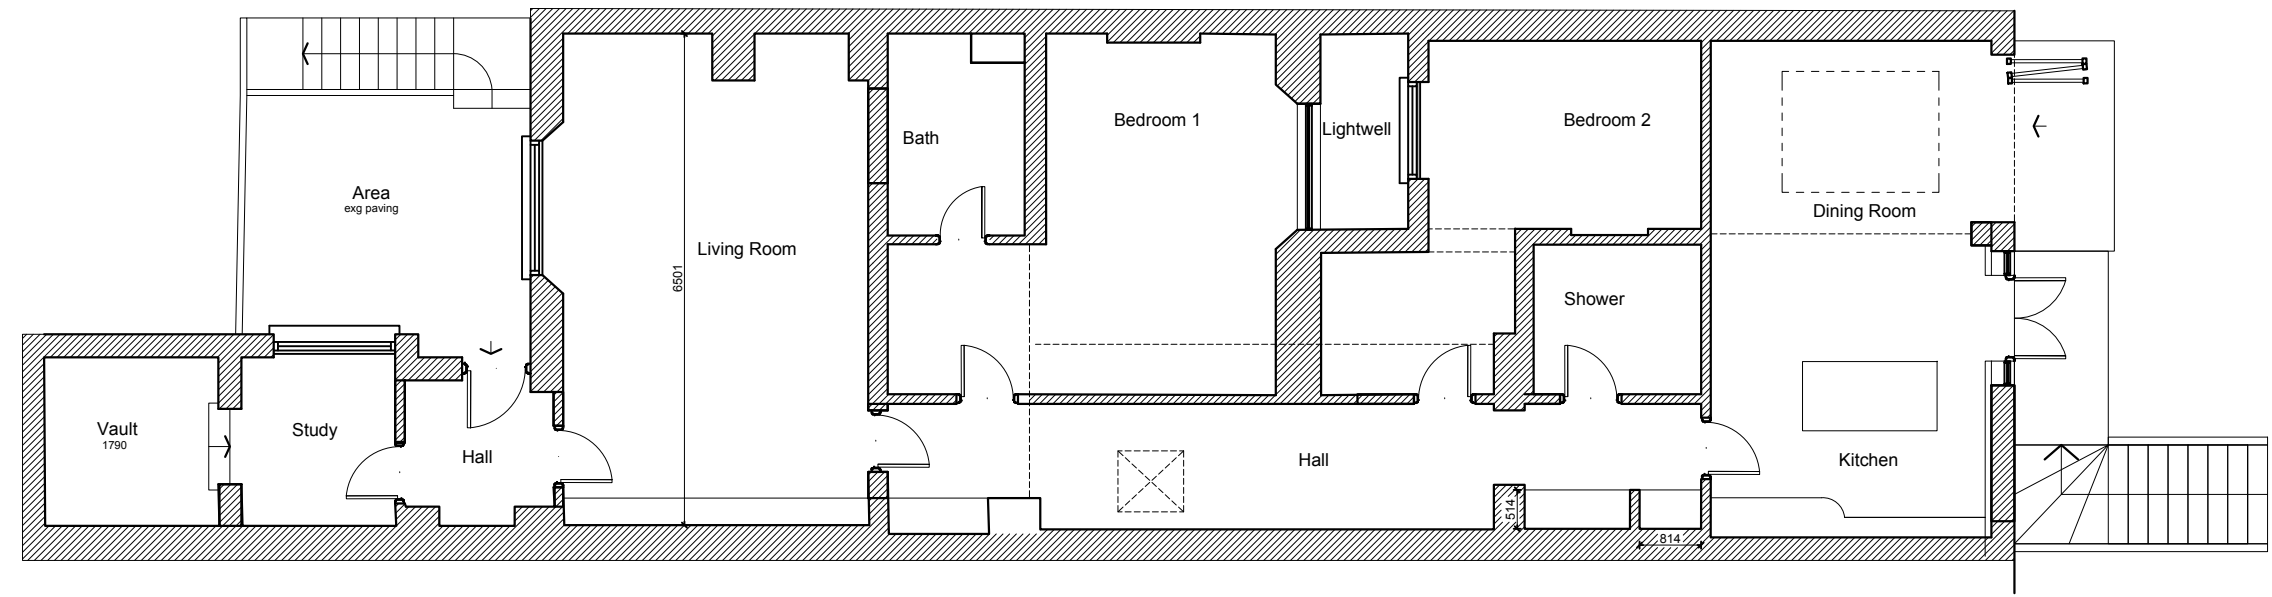 Area
exg paving
Living Room
6501
Bath
Bedroom 1
Lightwell
Bedroom 2
Dining Room
Shower
Vault
1790
Study
Hall
Hall
Kitchen
514
814